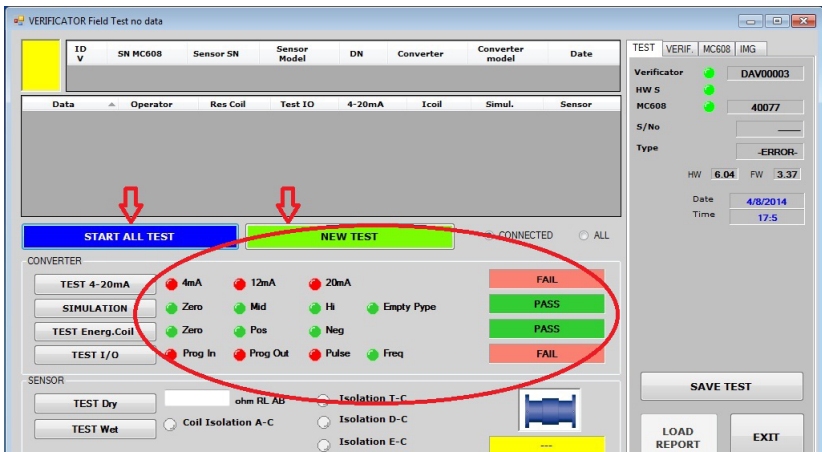 VERIFICATOR Field Test no data
ID V SN MC608 Sensor SN Sensor Model DN Converter Converter model Date
Data Operator Res Coil Test IO 4-20mA Icoil Simul. Sensor
START ALL TEST NEW TEST CONNECTED ALL
CONVERTER
TEST 4-20mA 4mA 12mA 20mA FAIL
SIMULATION Zero Mid Hi Empty Pype PASS
TEST Energ.Coil Zero Pos Neg PASS
TEST I/O Prog In Prog Out Pulse Freq FAIL
SENSOR
TEST Dry ohm RL AB Isolation T-C
TEST Wet Coil Isolation A-C Isolation D-C
Isolation E-C ---
TEST VERIF. MC608 IMG
Verificator DAV00003
HW S
MC608 40077
S/No ——
Type -ERROR-
HW 6.04 FW 3.37
Date 4/8/2014
Time 17:5
SAVE TEST
LOAD REPORT EXIT